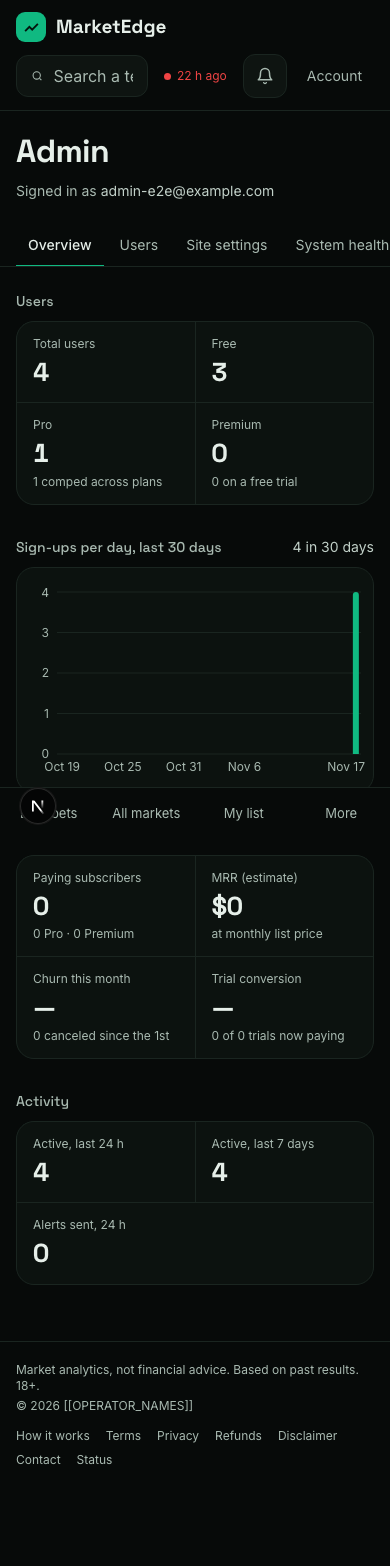 MarketEdge
Search a te
22 h ago
Account
Admin
Signed in as admin-e2e@example.com
Overview Users Site settings System health
Users
Total users
4
Free
3
Pro
1
1 comped across plans
Premium
0
0 on a free trial
Sign-ups per day, last 30 days
4 in 30 days
4
3
2
1
0
Oct 19 Oct 25 Oct 31 Nov 6 Nov 17
N
All markets My list More
Paying subscribers
0
0 Pro · 0 Premium
MRR (estimate)
$0
at monthly list price
Churn this month
—
0 canceled since the 1st
Trial conversion
—
0 of 0 trials now paying
Activity
Active, last 24 h
4
Active, last 7 days
4
Alerts sent, 24 h
0
Market analytics, not financial advice. Based on past results.
18+.
© 2026 [[OPERATOR_NAMES]]
How it works Terms Privacy Refunds Disclaimer
Contact Status